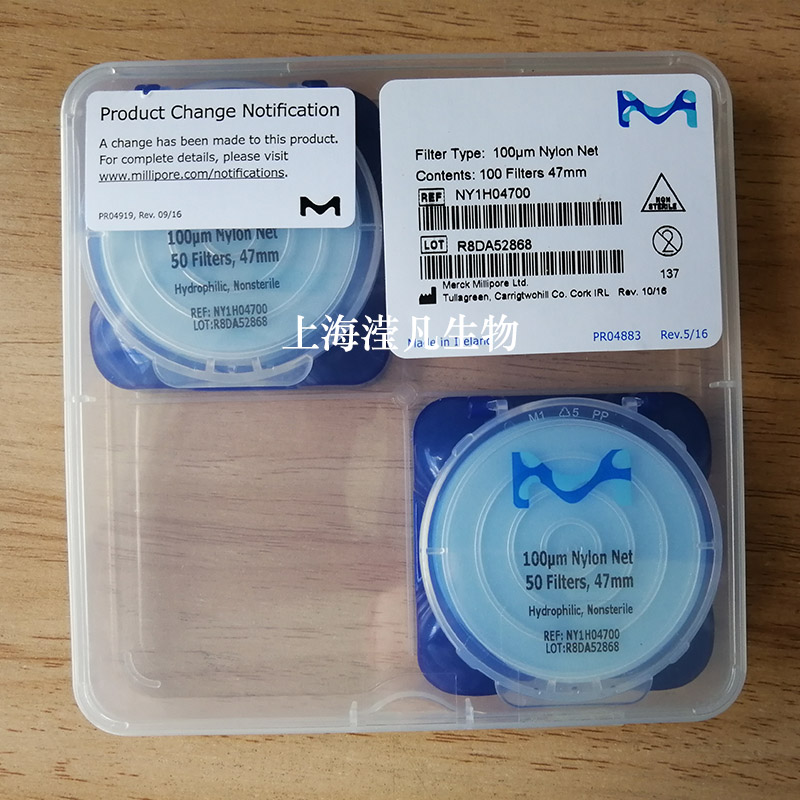 Product Change Notification
A change has been made to this product.
For complete details, please visit
www.millipore.com/notifications.
PR04919, Rev. 09/16
100µm Nylon Net
50 Filters, 47mm
Hydrophilic, Nonsterile
REF: NY1H04700
LOT:R8DA52868
Filter Type: 100µm Nylon Net
Contents: 100 Filters 47mm
REF NY1H04700
LOT R8DA52868
NON
STERILE
2
137
Merck Millipore Ltd.
Tullagreen, Carrigtwohill Co. Cork IRL Rev. 10/16
Made in Ireland
PR04883 Rev.5/16
上海滢凡生物
M1 5 PP
100µm Nylon Net
50 Filters, 47mm
Hydrophilic, Nonsterile
REF: NY1H04700
LOT:R8DA52868